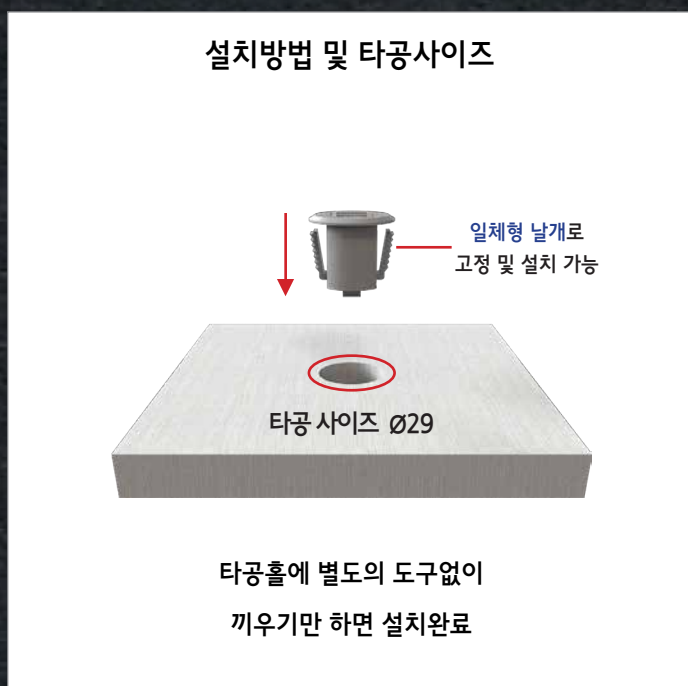 설치방법 및 타공사이즈
일체형 날개로
고정 및 설치 가능
타공 사이즈 Ø29
타공홀에 별도의 도구없이
끼우기만 하면 설치완료